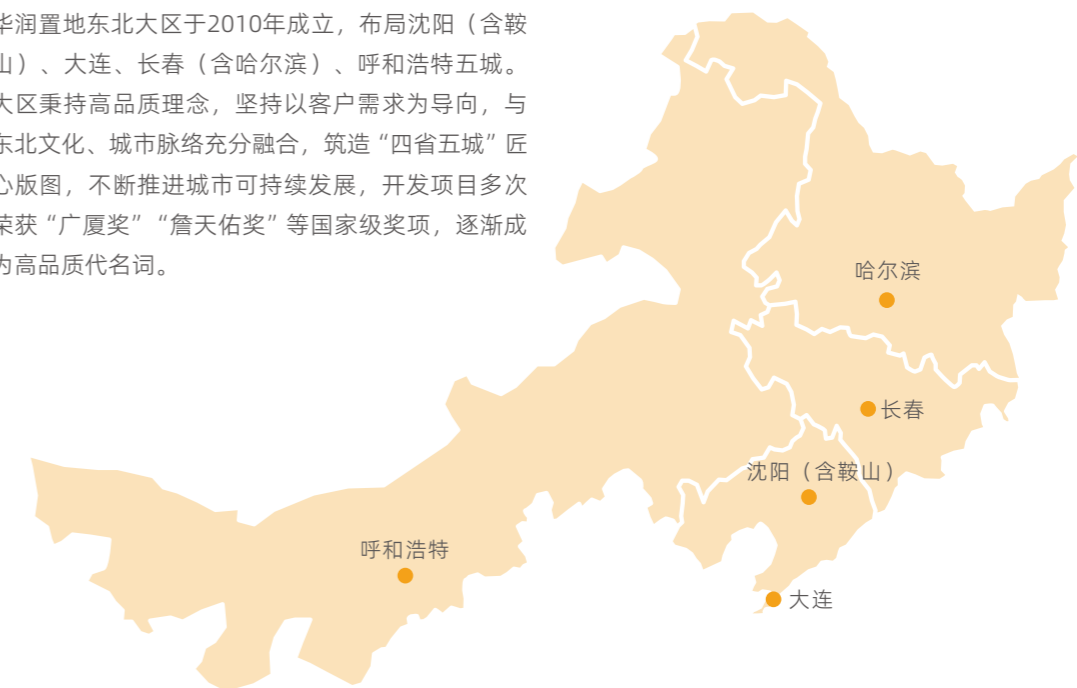 华润置地东北大区于2010年成立，布局沈阳（含鞍
山）、大连、长春（含哈尔滨）、呼和浩特五城。
大区秉持高品质理念，坚持以客户需求为导向，与
东北文化、城市脉络充分融合，筑造“四省五城”匠
心版图，不断推进城市可持续发展，开发项目多次
荣获“广厦奖”“詹天佑奖”等国家级奖项，逐渐成
为高品质代名词。
哈尔滨
长春
沈阳（含鞍山）
呼和浩特
大连